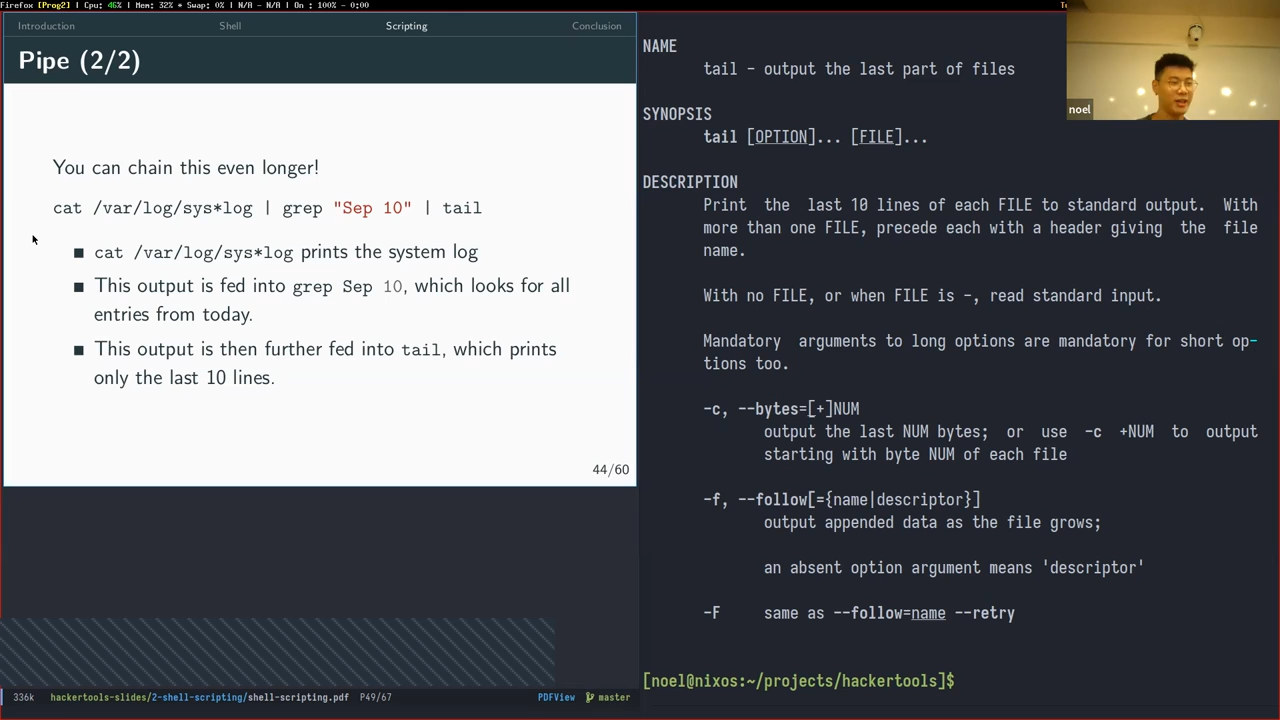 Firefox [Prog2] | Cpu: 46% | Mem: 32% * Swap: 0% | N/A - N/A | On : 100% - 0:00
Introduction Shell Scripting Conclusion
Pipe (2/2)
You can chain this even longer!
cat /var/log/sys*log | grep "Sep 10" | tail
■ cat /var/log/sys*log prints the system log
■ This output is fed into grep Sep 10, which looks for all
entries from today.
■ This output is then further fed into tail, which prints
only the last 10 lines.
44/60
336k hackertools-slides/2-shell-scripting/shell-scripting.pdf P49/67 PDFView master
NAME
tail - output the last part of files
noel
SYNOPSIS
tail [OPTION]... [FILE]...
DESCRIPTION
Print the last 10 lines of each FILE to standard output. With
more than one FILE, precede each with a header giving the file
name.
With no FILE, or when FILE is -, read standard input.
Mandatory arguments to long options are mandatory for short op-
tions too.
-c, --bytes=[+]NUM
output the last NUM bytes; or use -c +NUM to output
starting with byte NUM of each file
-f, --follow[={name|descriptor}]
output appended data as the file grows;
an absent option argument means 'descriptor'
-F same as --follow=name --retry
[noel@nixos:~/projects/hackertools]$